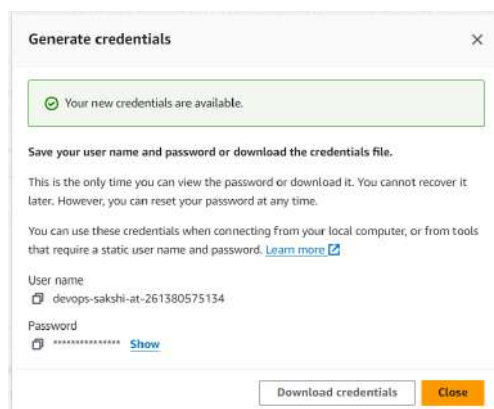 Generate credentials
Your new credentials are available.
Save your user name and password or download the credentials file.
This is the only time you can view the password or download it. You cannot recover it
later. However, you can reset your password at any time.
You can use these credentials when connecting from your local computer, or from tools
that require a static user name and password. Learn more
User name
devops-sakshi-at-261380575134
Password
*************** Show
Download credentials Close